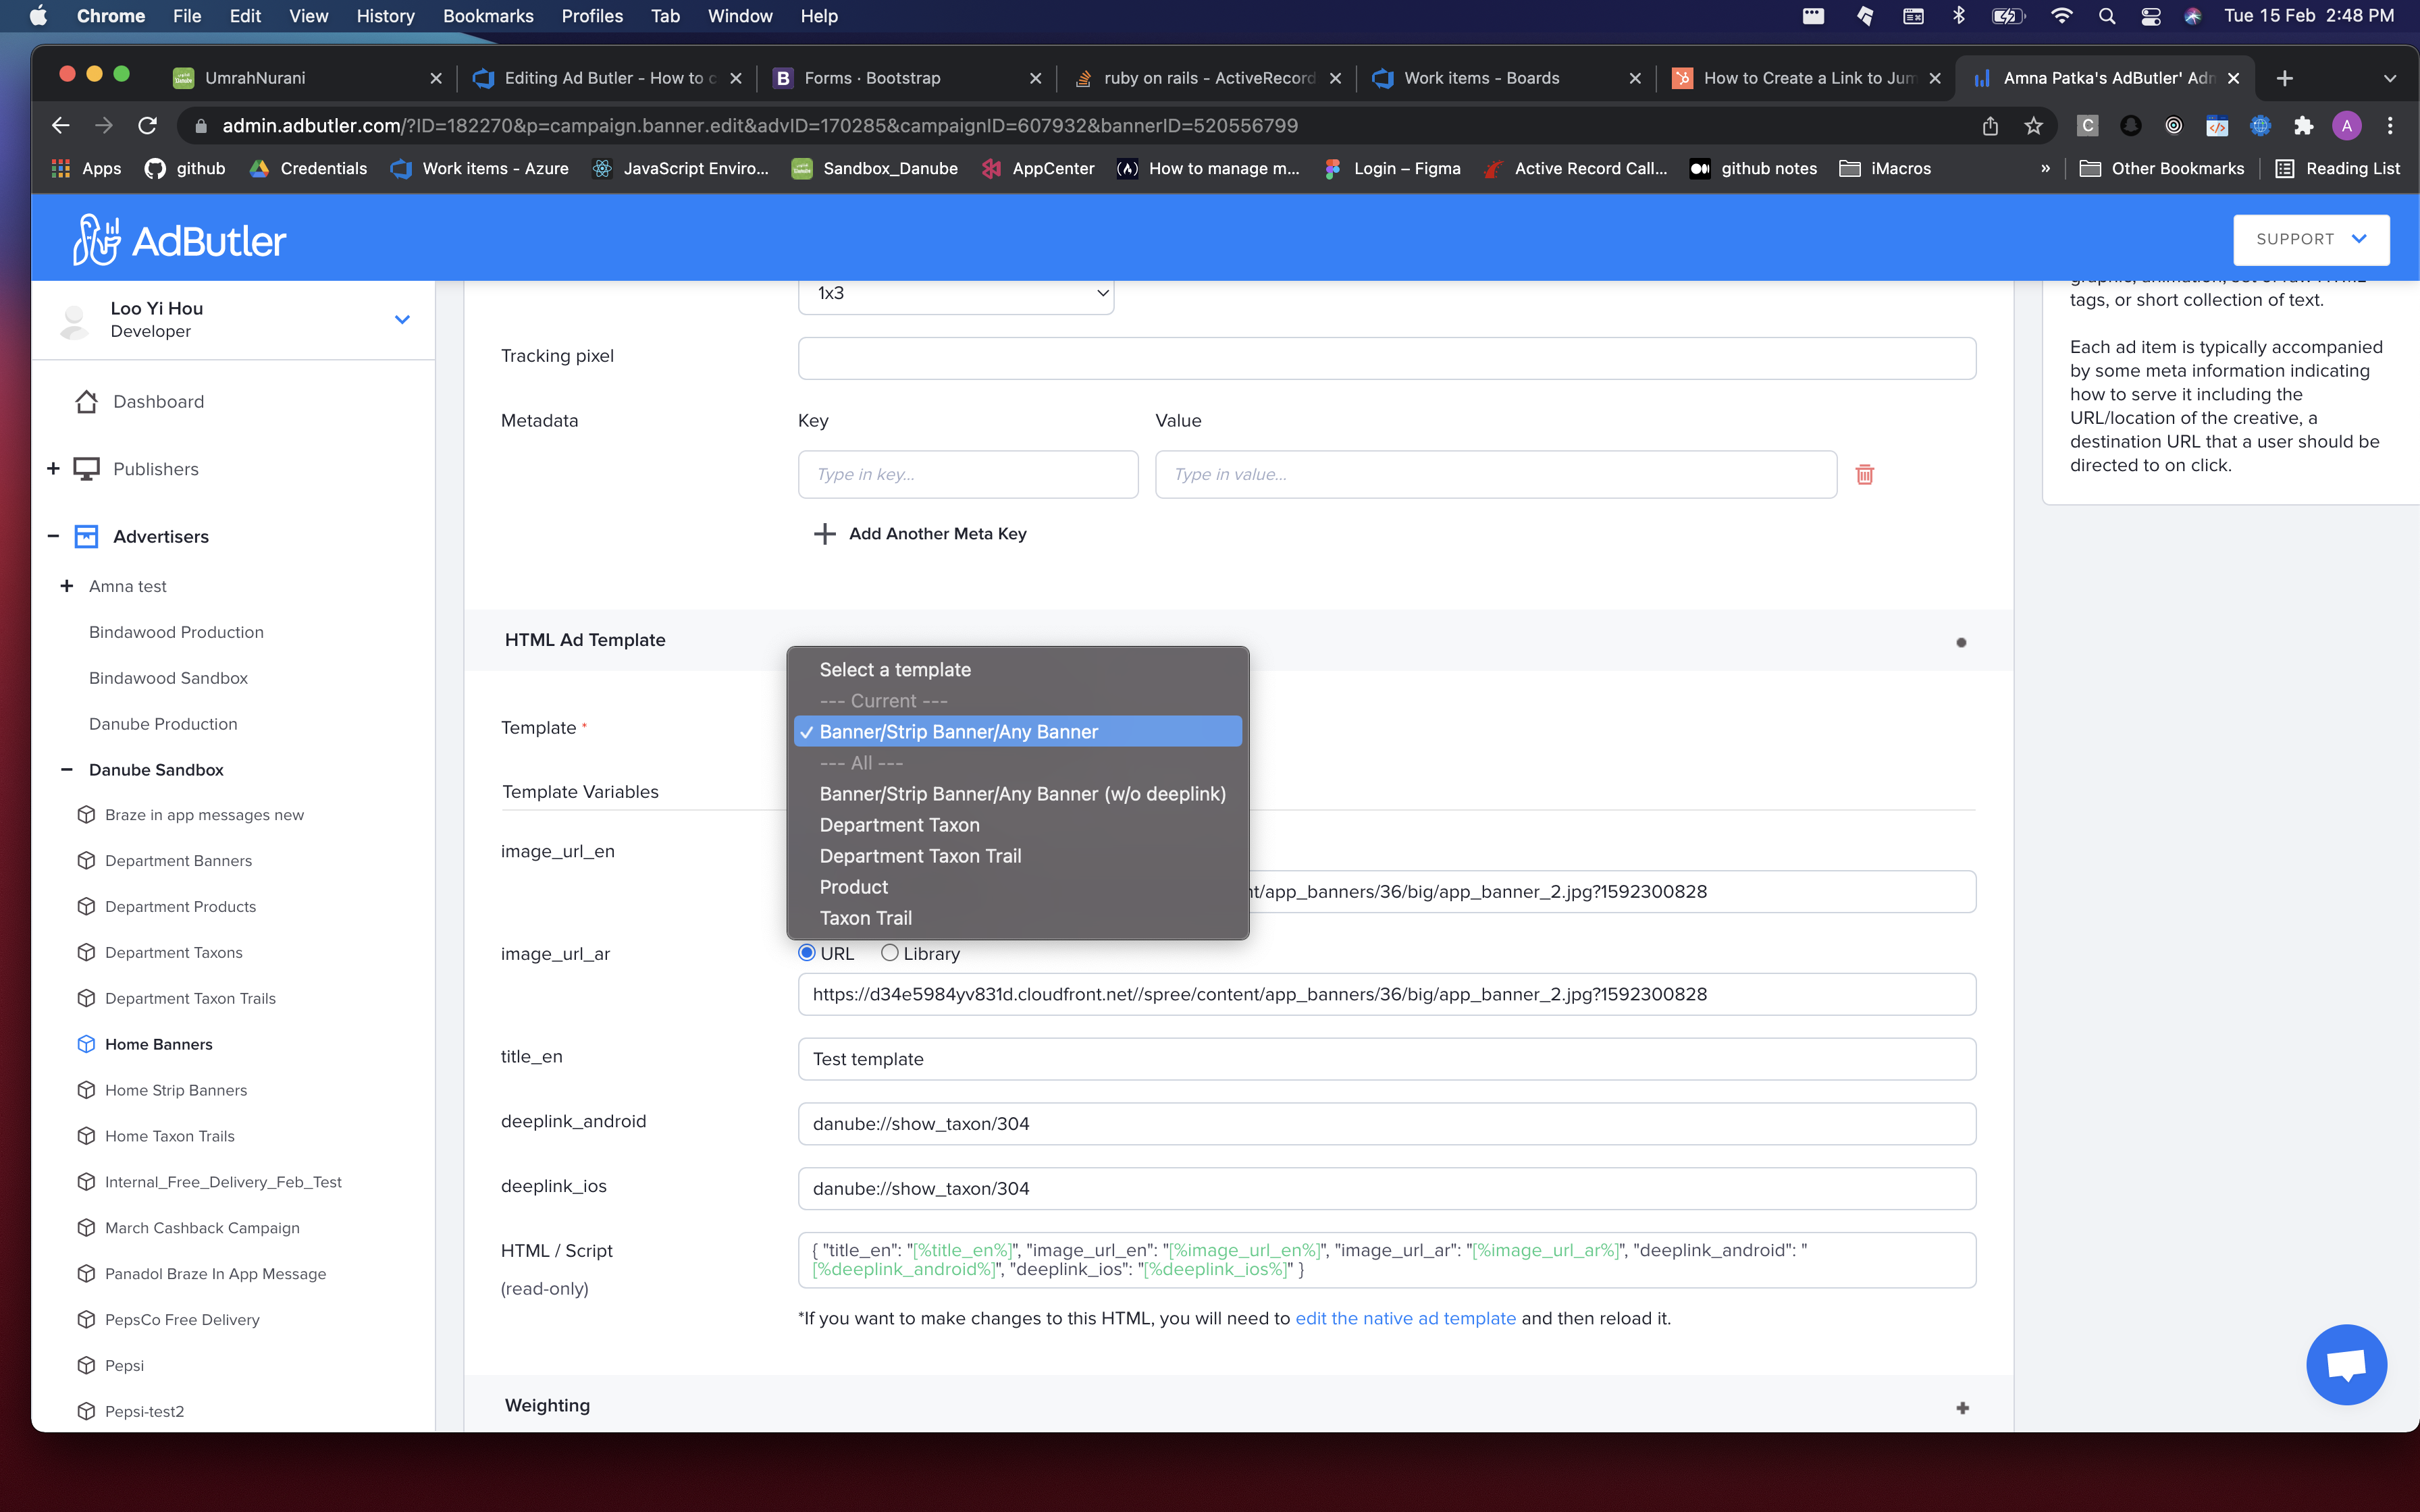 Chrome File Edit View History Bookmarks Profiles Tab Window Help Tue 15 Feb 2:48 PM
UmrahNurani
Editing Ad Butler - How to c
Forms · Bootstrap
ruby on rails - ActiveRecord
Work items - Boards
How to Create a Link to Jum
Amna Patka's AdButler' Adn
admin.adbutler.com/?ID=182270&p=campaign.banner.edit&advID=170285&campaignID=607932&bannerID=520556799
Apps github Credentials Work items - Azure JavaScript Enviro... Sandbox_Danube AppCenter How to manage m... Login – Figma Active Record Call... github notes iMacros » Other Bookmarks Reading List
AdButler
SUPPORT
Loo Yi Hou
Developer
Dashboard
Publishers
Advertisers
Amna test
Bindawood Production
Bindawood Sandbox
Danube Production
Danube Sandbox
Braze in app messages new
Department Banners
Department Products
Department Taxons
Department Taxon Trails
Home Banners
Home Strip Banners
Home Taxon Trails
Internal_Free_Delivery_Feb_Test
March Cashback Campaign
Panadol Braze In App Message
PepsCo Free Delivery
Pepsi
Pepsi-test2
1x3
Tracking pixel
Metadata
Key
Value
Type in key...
Type in value...
Add Another Meta Key
HTML Ad Template
Template *
Select a template
--- Current ---
✓ Banner/Strip Banner/Any Banner
--- All ---
Banner/Strip Banner/Any Banner (w/o deeplink)
Department Taxon
Department Taxon Trail
Product
Taxon Trail
Template Variables
image_url_en
nt/app_banners/36/big/app_banner_2.jpg?1592300828
image_url_ar
URL Library
https://d34e5984yv831d.cloudfront.net//spree/content/app_banners/36/big/app_banner_2.jpg?1592300828
title_en
Test template
deeplink_android
danube://show_taxon/304
deeplink_ios
danube://show_taxon/304
HTML / Script
(read-only)
{ "title_en": "[%title_en%]", "image_url_en": "[%image_url_en%]", "image_url_ar": "[%image_url_ar%]", "deeplink_android": "
[%deeplink_android%]", "deeplink_ios": "[%deeplink_ios%]" }
*If you want to make changes to this HTML, you will need to edit the native ad template and then reload it.
Weighting
tags, or short collection of text.
Each ad item is typically accompanied
by some meta information indicating
how to serve it including the
URL/location of the creative, a
destination URL that a user should be
directed to on click.